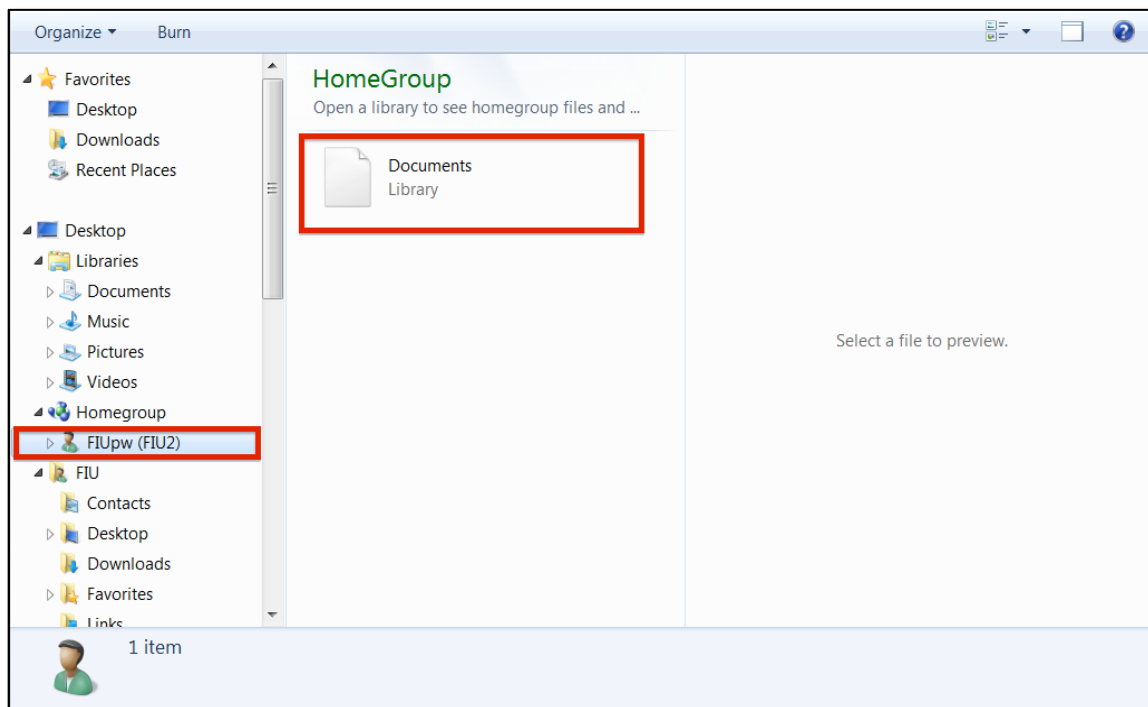 Organize Burn
Favorites
Desktop
Downloads
Recent Places
Desktop
Libraries
Documents
Music
Pictures
Videos
Homegroup
FIUpw (FIU2)
FIU
Contacts
Desktop
Downloads
Favorites
Links
HomeGroup
Open a library to see homegroup files and ...
Documents
Library
Select a file to preview.
1 item